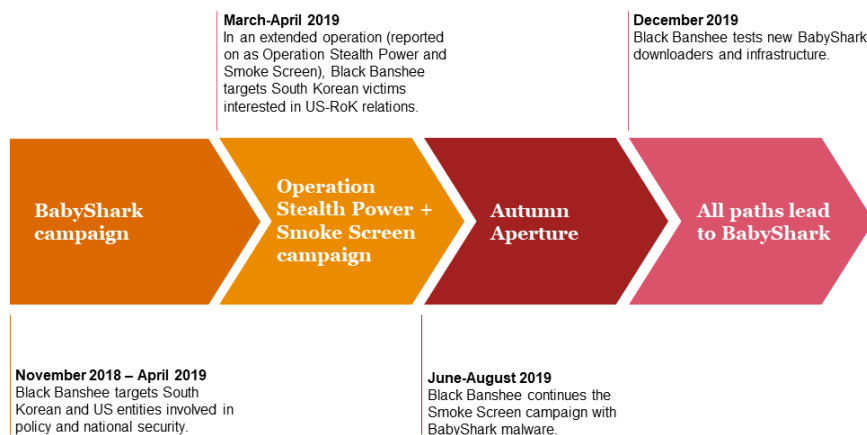 March-April 2019
In an extended operation (reported
on as Operation Stealth Power and
Smoke Screen), Black Banshee
targets South Korean victims
interested in US-RoK relations.
December 2019
Black Banshee tests new BabyShark
downloaders and infrastructure.
BabyShark
campaign
Operation
Stealth Power +
Smoke Screen
campaign
Autumn
Aperture
All paths lead
to BabyShark
November 2018 – April 2019
Black Banshee targets South
Korean and US entities involved in
policy and national security.
June-August 2019
Black Banshee continues the
Smoke Screen campaign with
BabyShark malware.